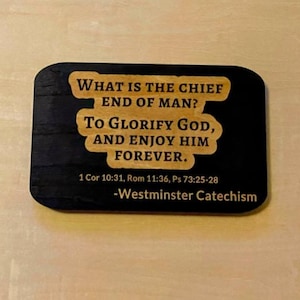 What is the chief
end of man?
To Glorify God,
and enjoy Him
forever.
1 Cor 10:31, Rom 11:36, Ps 73:25-28
-Westminster Catechism